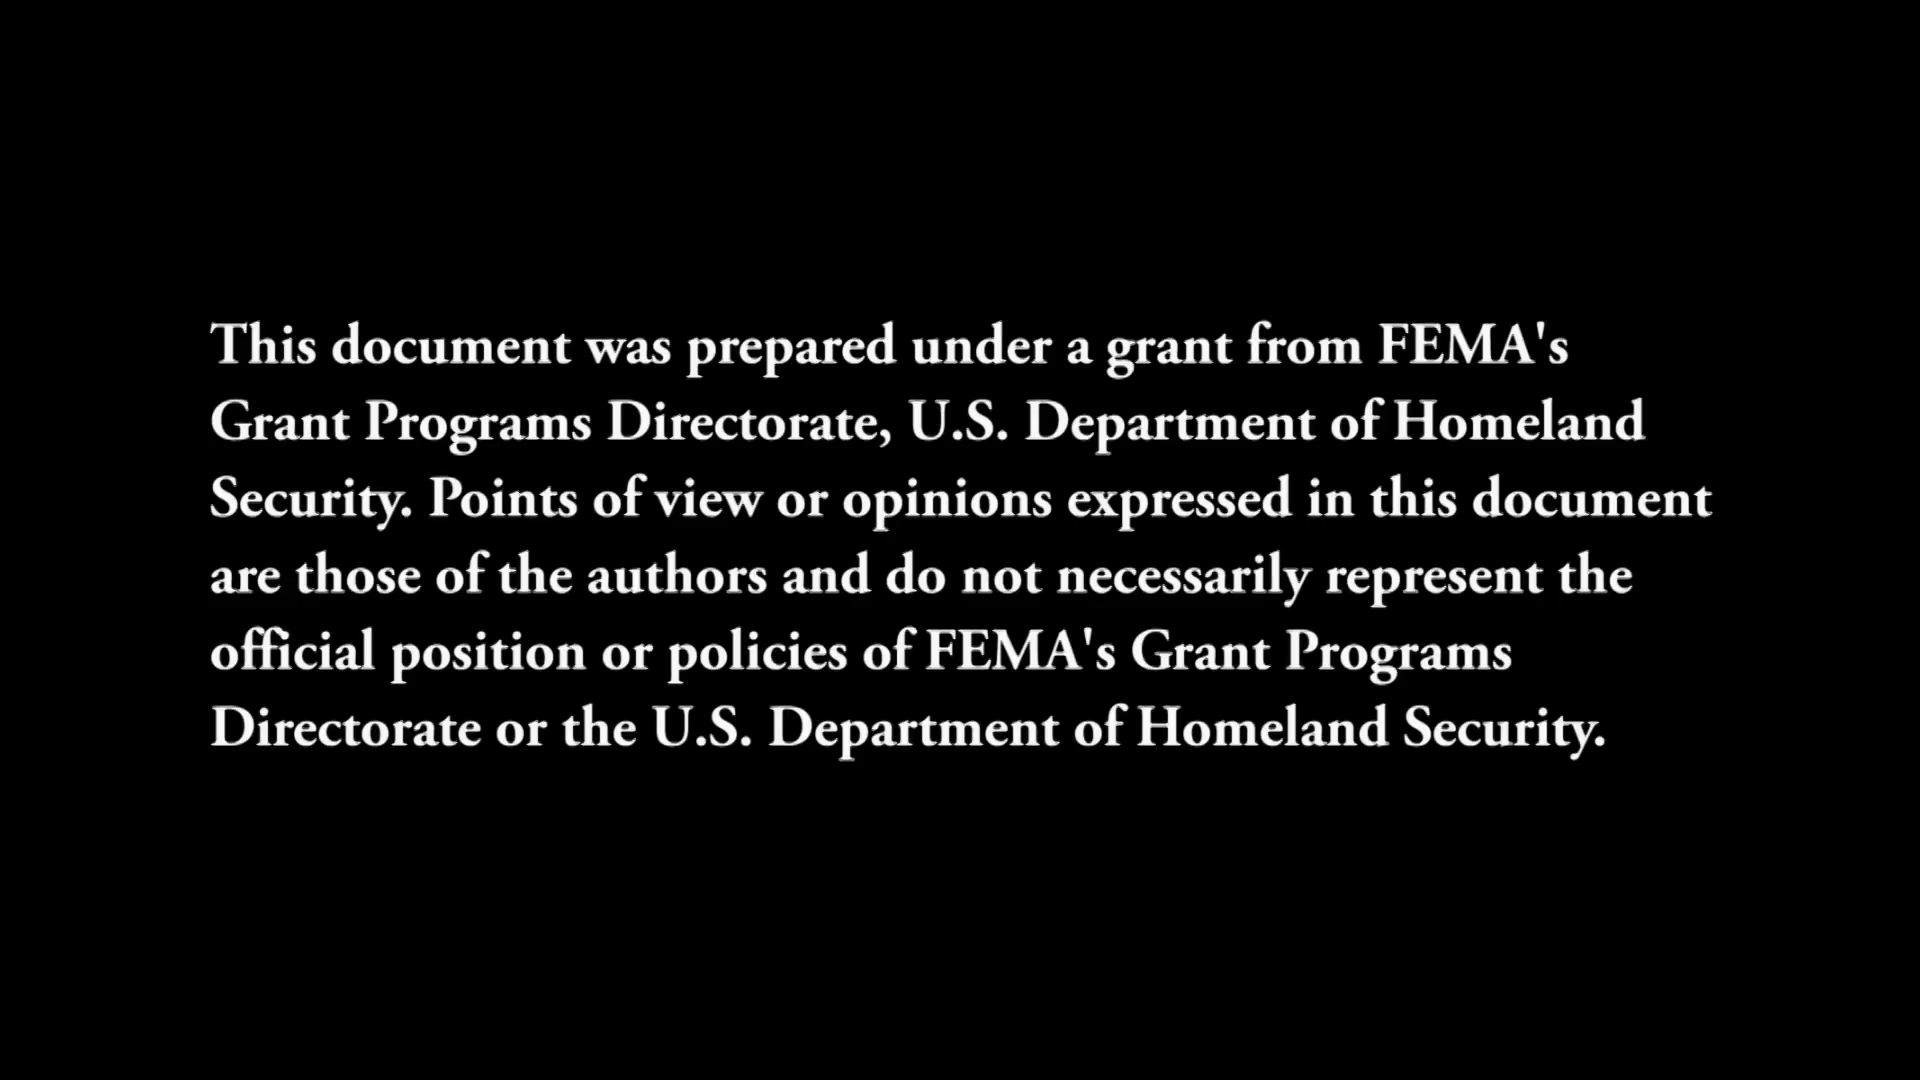 This document was prepared under a grant from FEMA's
Grant Programs Directorate, U.S. Department of Homeland
Security. Points of view or opinions expressed in this document
are those of the authors and do not necessarily represent the
official position or policies of FEMA's Grant Programs
Directorate or the U.S. Department of Homeland Security.